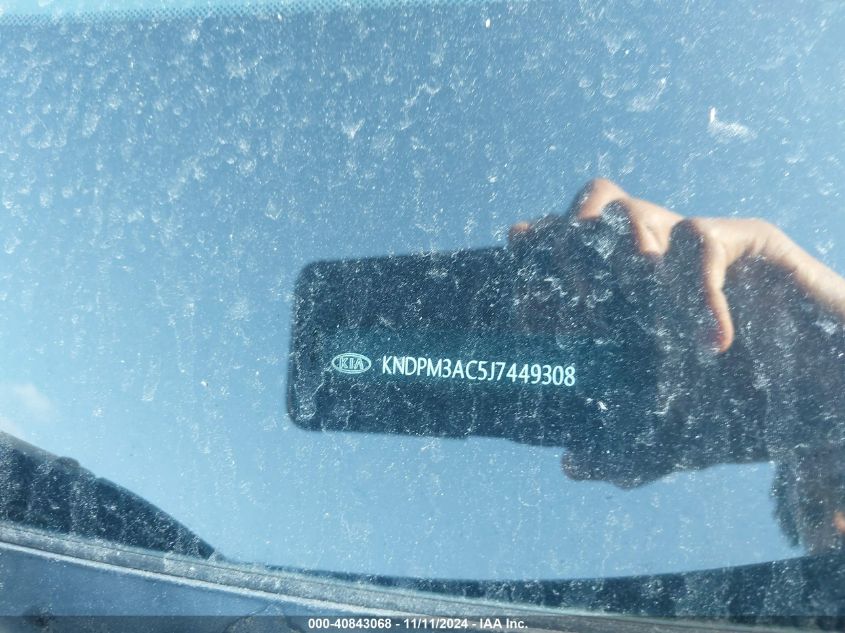 KIA KNDPM3AC5J7449308
000-40843068 - 11/11/2024 - IAA Inc.